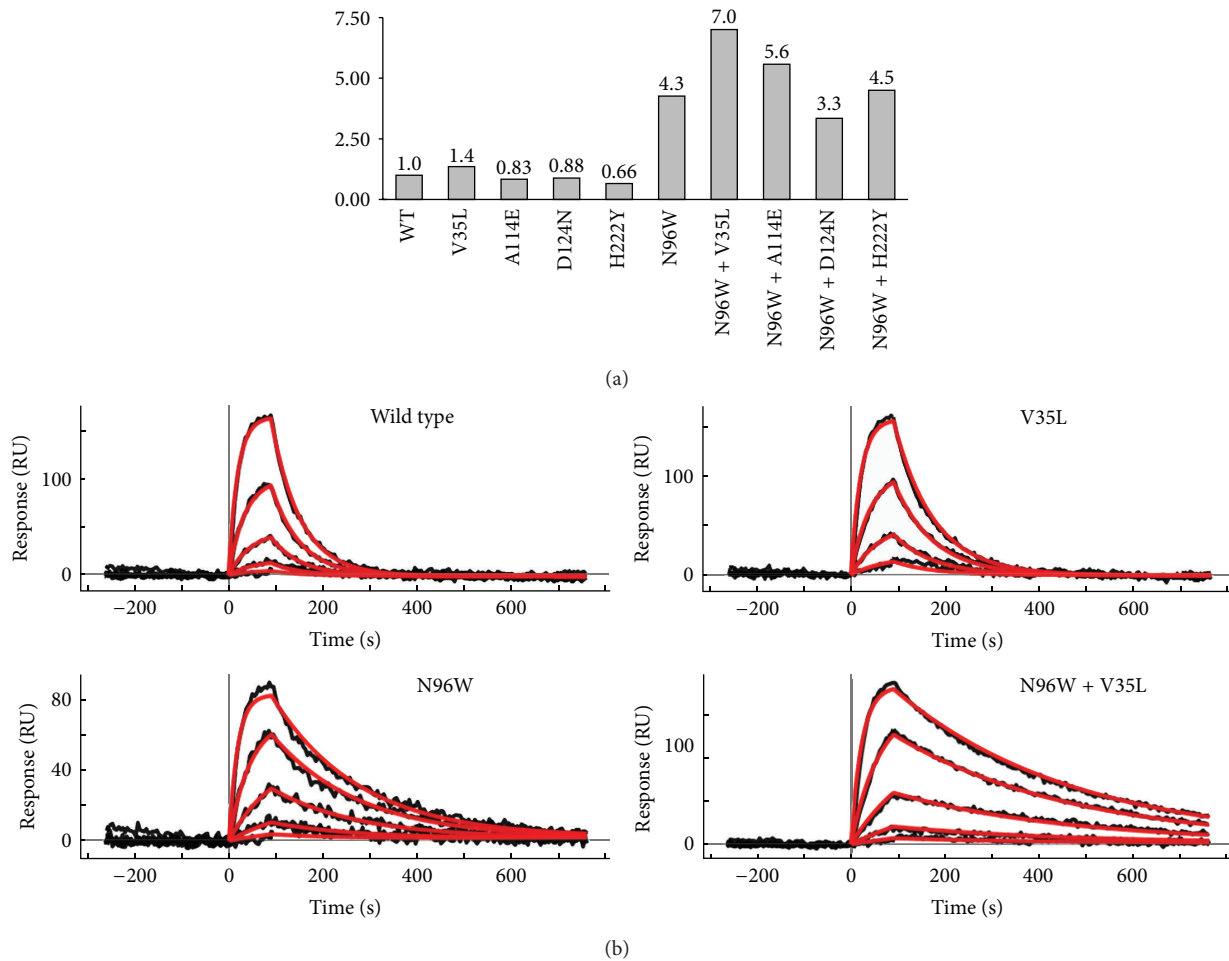 7.50
5.00
2.50
0.00
1.0
1.4
0.83
0.88
0.66
4.3
7.0
5.6
3.3
4.5
WT
V35L
A114E
D124N
H222Y
N96W
N96W + V35L
N96W + A114E
N96W + D124N
N96W + H222Y
(a)
Wild type
Response (RU)
100
0
−200 0 200 400 600
Time (s)
V35L
Response (RU)
100
0
−200 0 200 400 600
Time (s)
N96W
Response (RU)
80
40
0
−200 0 200 400 600
Time (s)
N96W + V35L
Response (RU)
100
0
−200 0 200 400 600
Time (s)
(b)